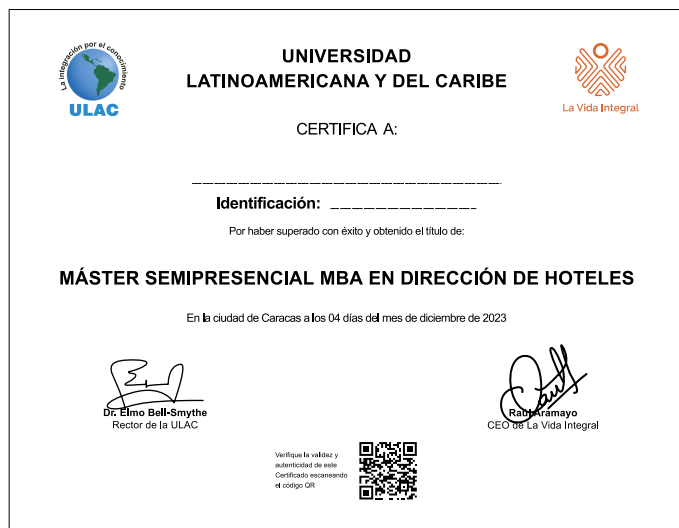 La integración por el conocimiento
ULAC
UNIVERSIDAD
LATINOAMERICANA Y DEL CARIBE
La Vida Integral
CERTIFICA A:
Identificación:
Por haber superado con éxito y obtenido el título de:
MÁSTER SEMIPRESENCIAL MBA EN DIRECCIÓN DE HOTELES
En la ciudad de Caracas a los 04 días del mes de diciembre de 2023
Dr. Elmo Bell-Smythe
Rector de la ULAC
Raúl Aramayo
CEO de La Vida Integral
Verifique la validez y
autenticidad de este
Certificado escaneando
el código QR